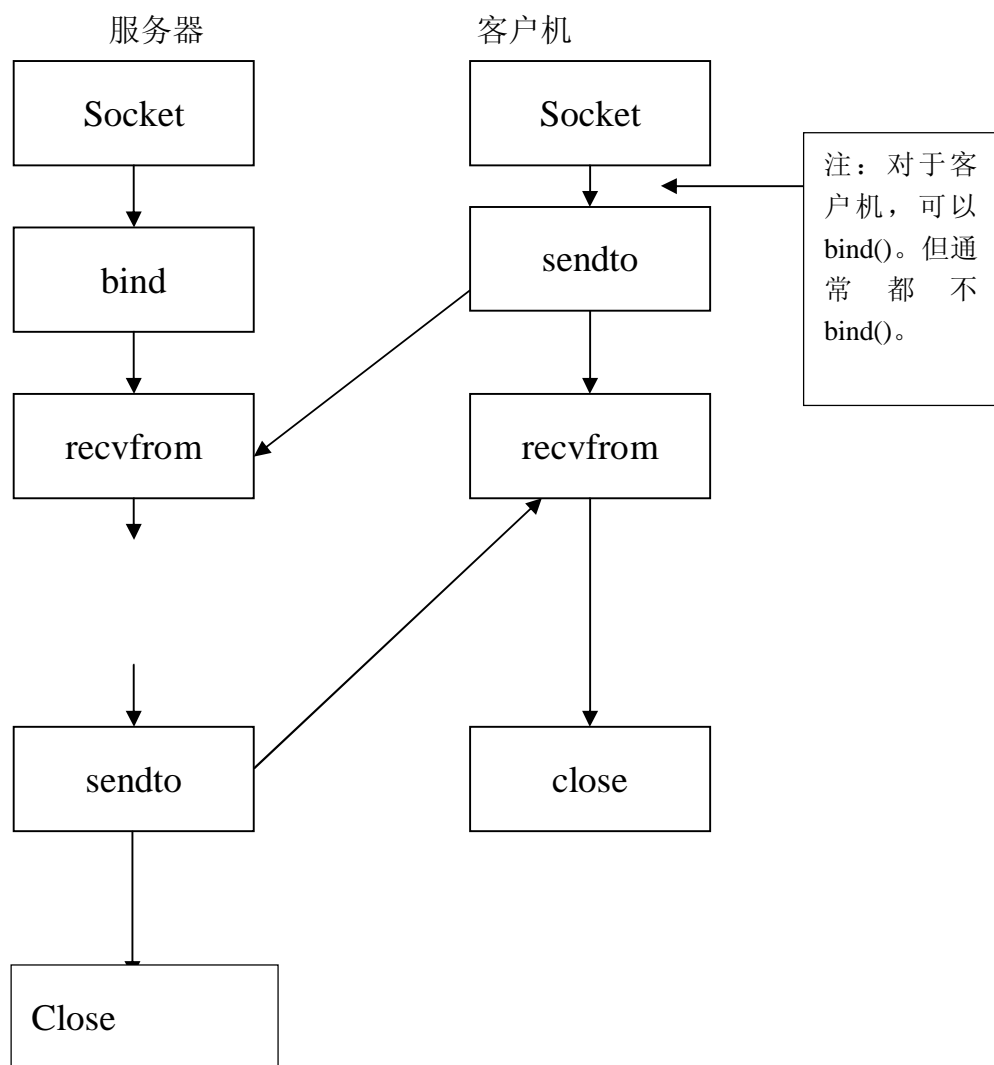 服务器
客户机
Socket
Socket
注：对于客
户机，可以
bind()。但通
常都不
bind()。
bind
sendto
recvfrom
recvfrom
sendto
close
Close